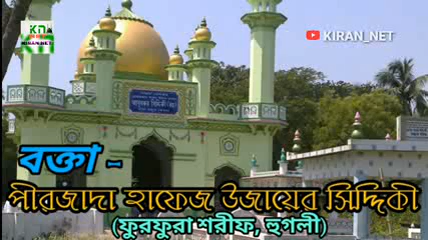 KIRAN_NET
বক্তা -
পীরজাদা হাফেজ উজায়ের সিদ্দিকী
(ফুরফুরা শরীফ, হুগলী)